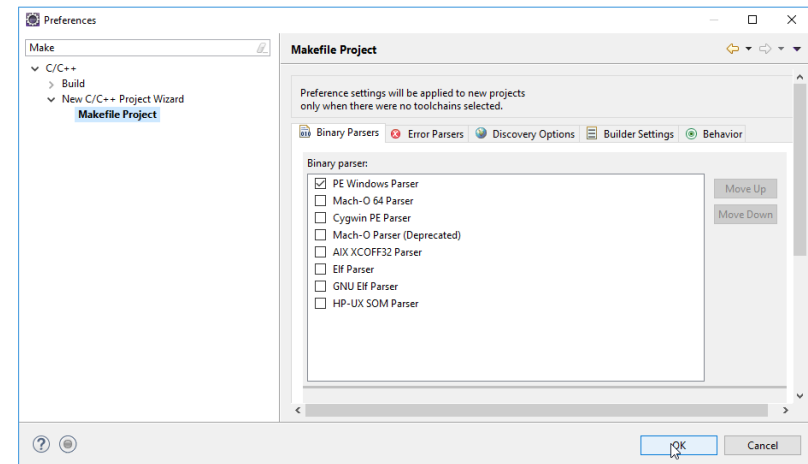 Preferences
Make
Makefile Project
C/C++
Build
New C/C++ Project Wizard
Makefile Project
Preference settings will be applied to new projects
only when there were no toolchains selected.
Binary Parsers Error Parsers Discovery Options Builder Settings Behavior
Binary parser:
PE Windows Parser
Mach-O 64 Parser
Cygwin PE Parser
Mach-O Parser (Deprecated)
AIX XCOFF32 Parser
Elf Parser
GNU Elf Parser
HP-UX SOM Parser
Move Up
Move Down
OK Cancel